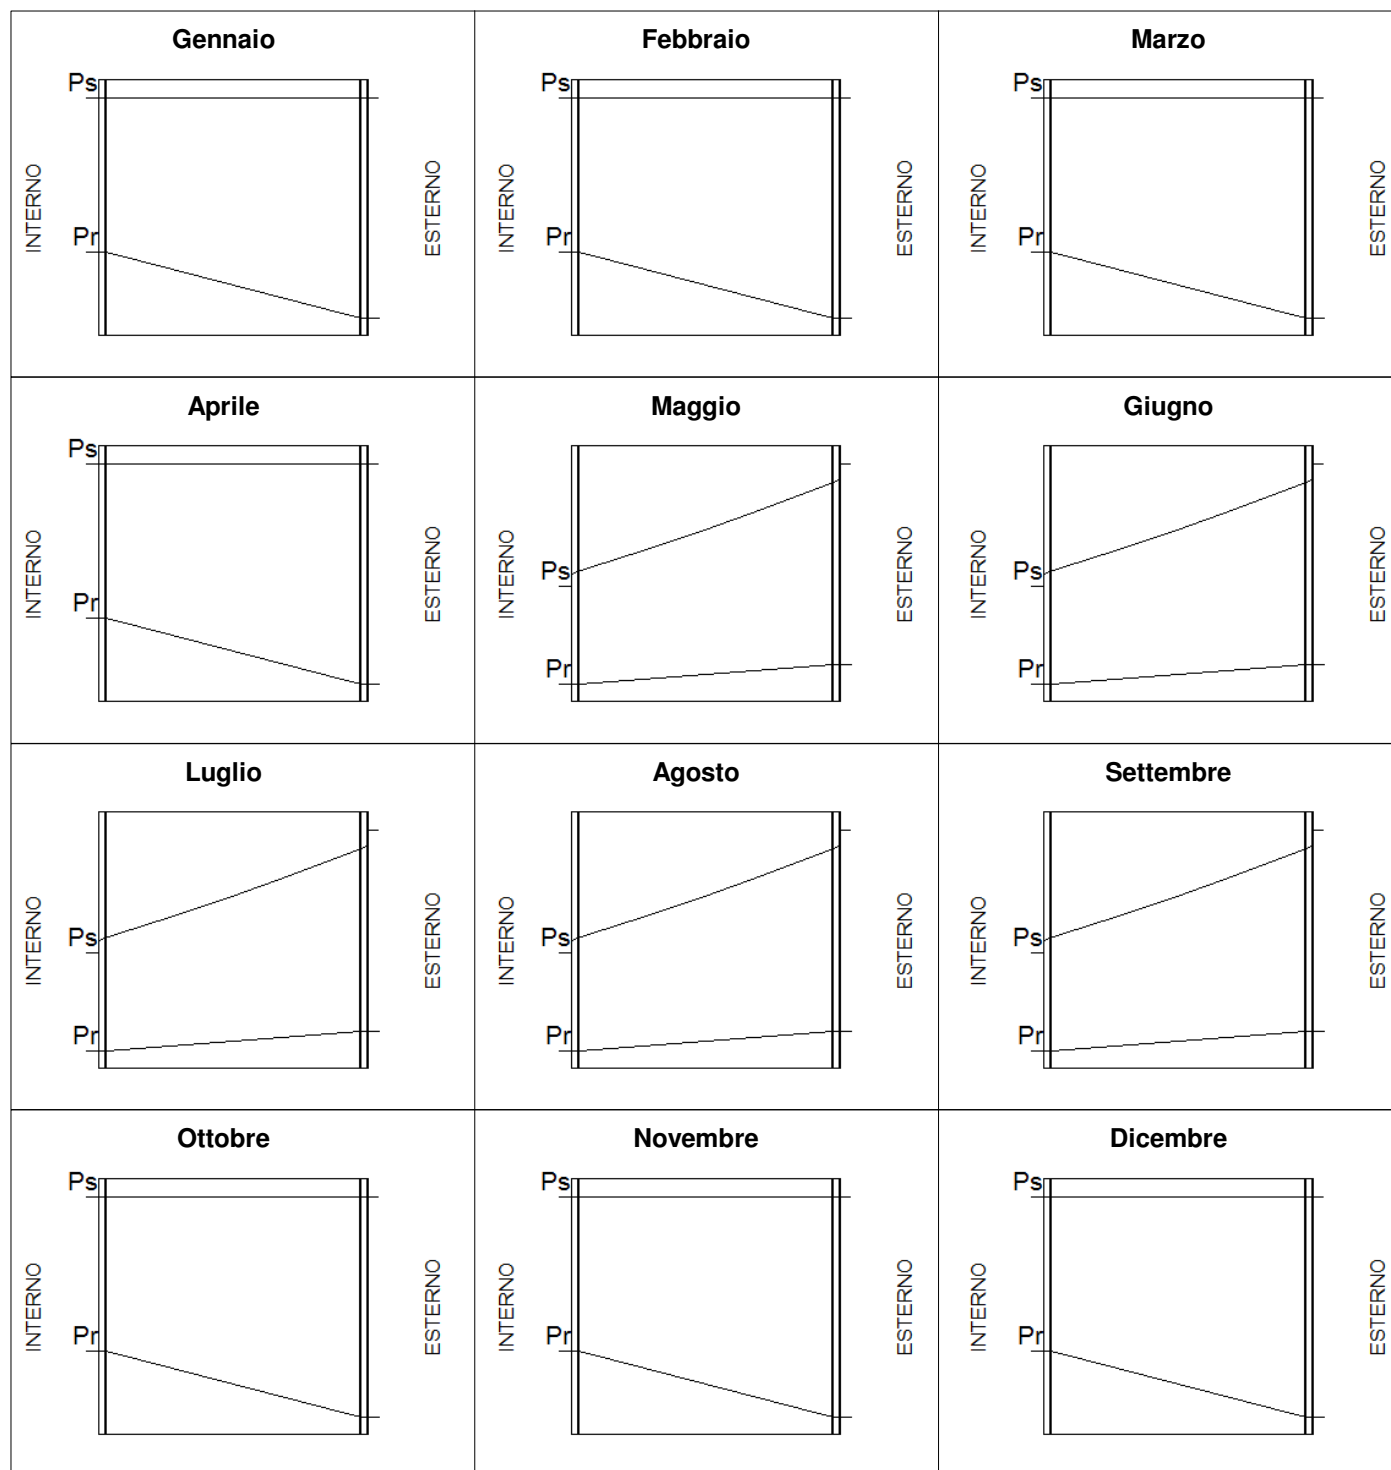 Gennaio
Febbraio
Marzo
Ps
Ps
Ps
INTERNO
ESTERNO
INTERNO
ESTERNO
INTERNO
ESTERNO
Pr
Pr
Pr
Aprile
Maggio
Giugno
Ps
INTERNO
ESTERNO
INTERNO
ESTERNO
INTERNO
ESTERNO
Ps
Ps
Pr
Pr
Pr
Luglio
Agosto
Settembre
INTERNO
ESTERNO
INTERNO
ESTERNO
INTERNO
ESTERNO
Ps
Ps
Ps
Pr
Pr
Pr
Ottobre
Novembre
Dicembre
Ps
Ps
Ps
INTERNO
ESTERNO
INTERNO
ESTERNO
INTERNO
ESTERNO
Pr
Pr
Pr